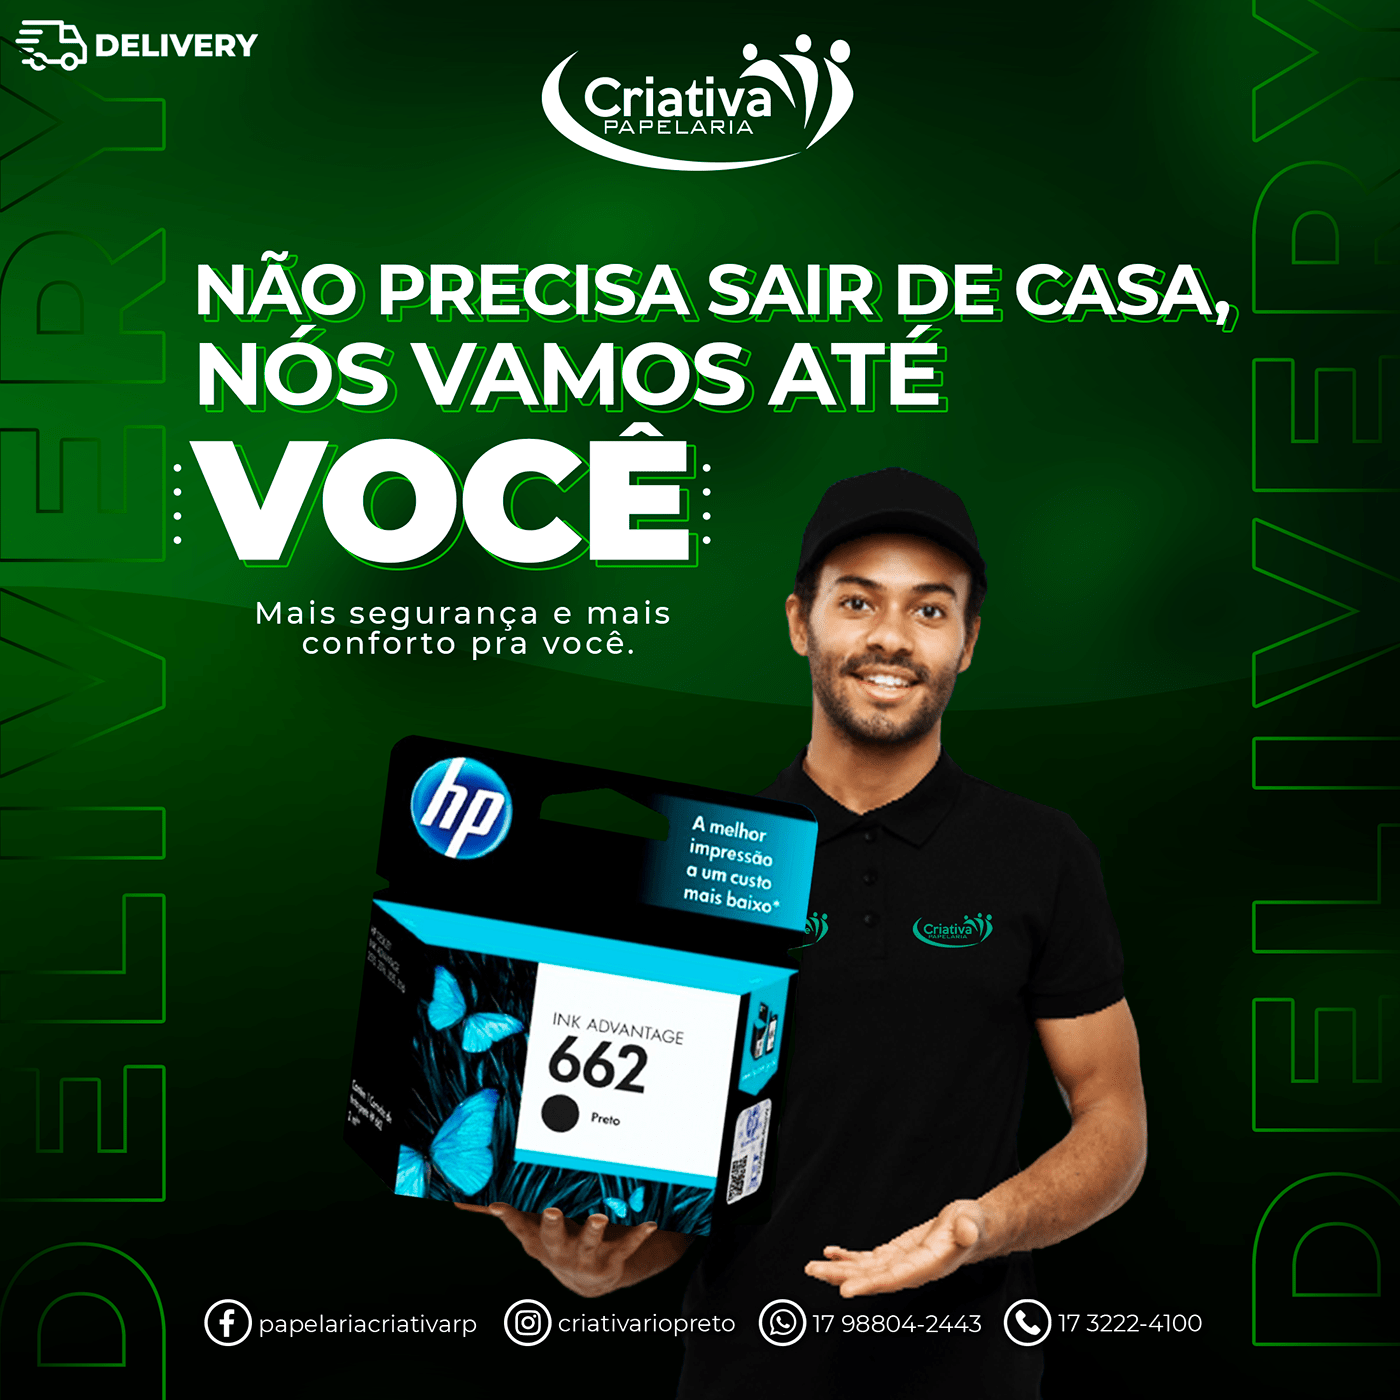 DELIVERY
Criativa
PAPELARIA
NÃO PRECISA SAIR DE CASA,
NÓS VAMOS ATÉ
VOCÊ
Mais segurança e mais
conforto pra você.
DELIVERY
DELIVERY
hp
A melhor
impressão
a um custo
mais baixo*
INK ADVANTAGE
662
Preto
Criativa
PAPELARIA
papelariacriativarp
criativariopreto
17 98804-2443
17 3222-4100